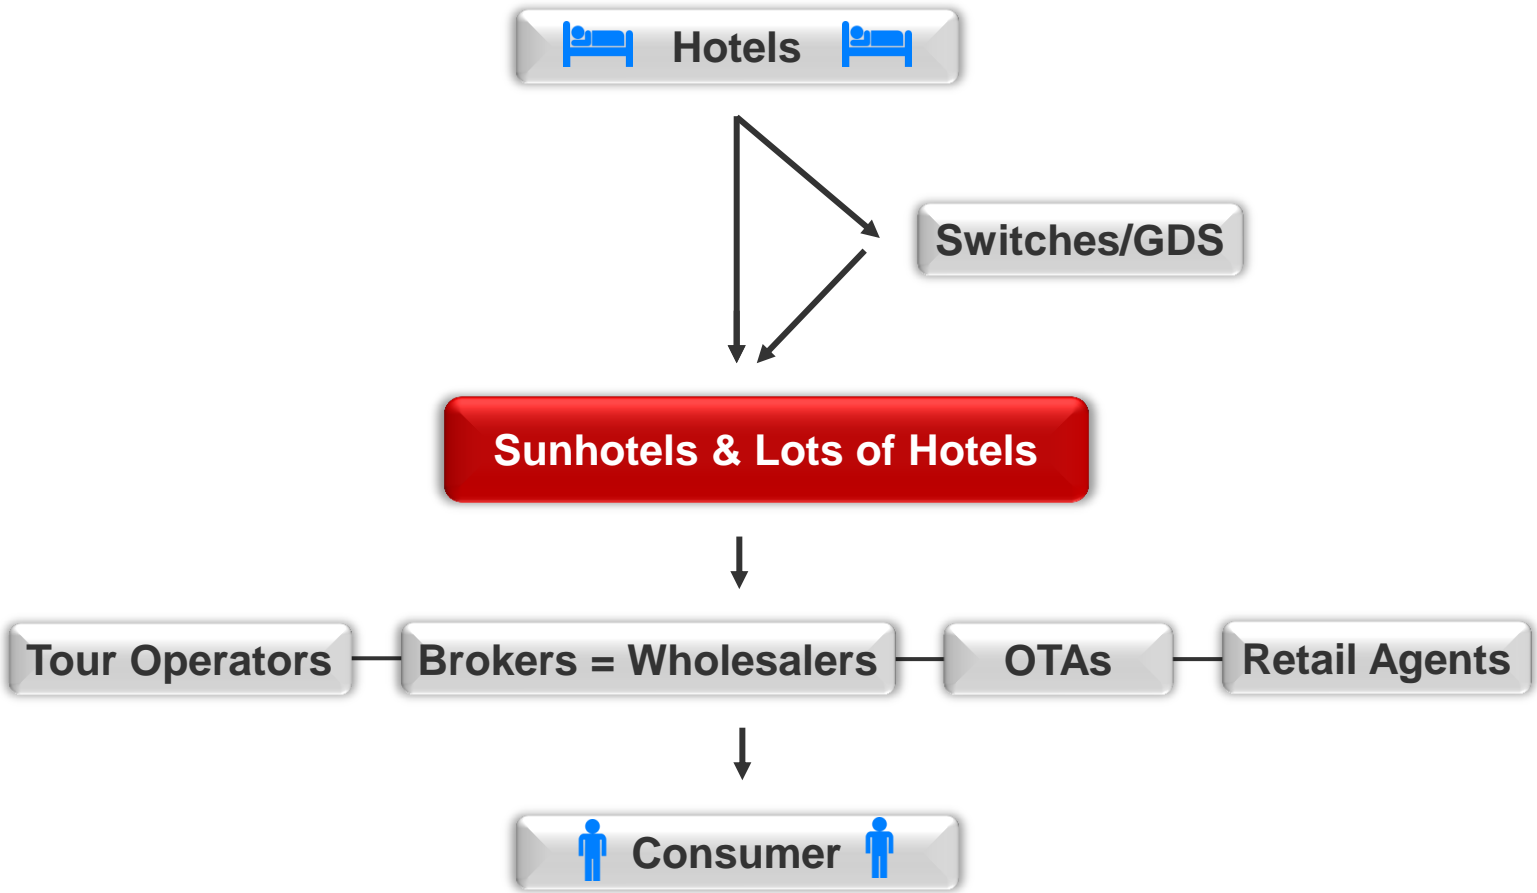 Hotels
Switches/GDS
Sunhotels & Lots of Hotels
Tour Operators
Brokers = Wholesalers
OTAs
Retail Agents
Consumer